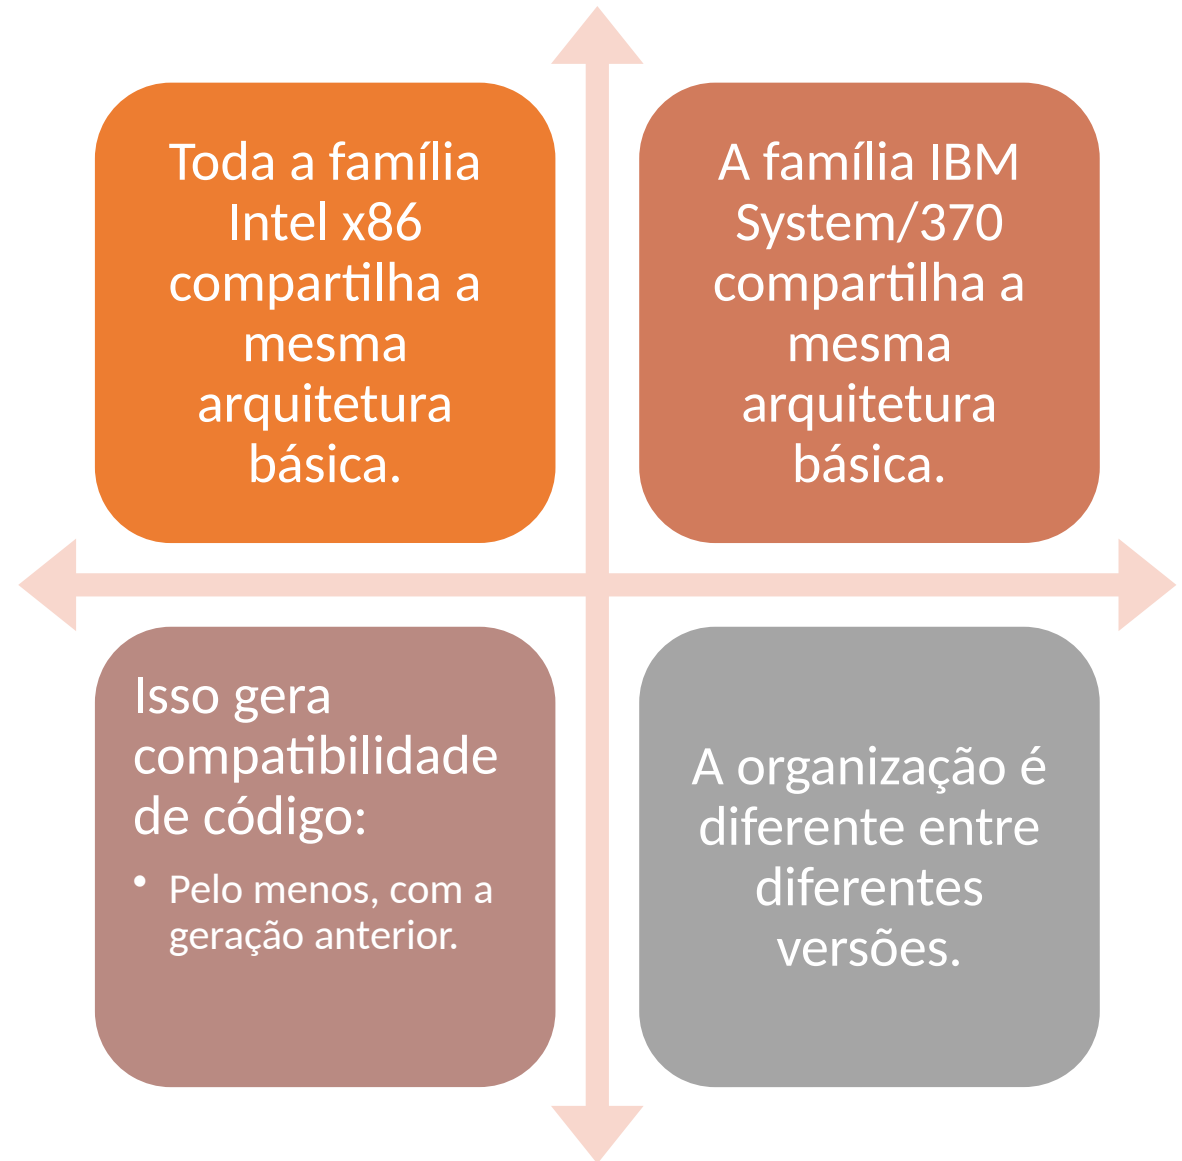 Toda a família
Intel x86
compartilha a
mesma
arquitetura
básica.
A família IBM
System/370
compartilha a
mesma
arquitetura
básica.
Isso gera
compatibilidade
de código:
• Pelo menos, com a
geração anterior.
A organização é
diferente entre
diferentes
versões.